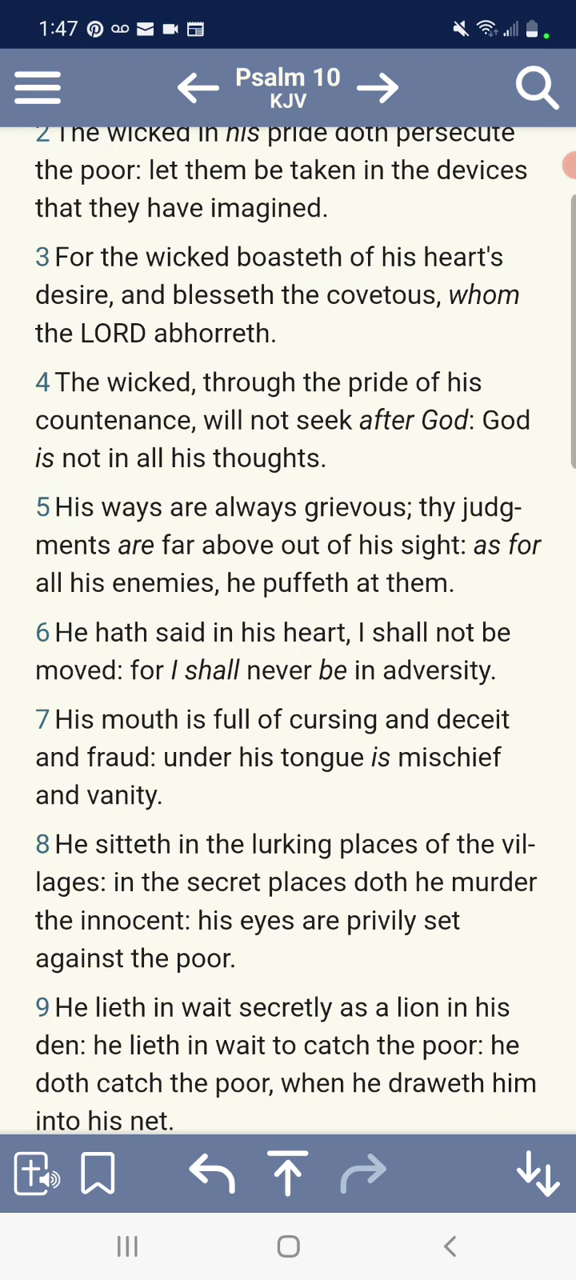 1:47
Psalm 10
KJV
2 The wicked in his pride doth persecute
the poor: let them be taken in the devices
that they have imagined.
3 For the wicked boasteth of his heart's
desire, and blesseth the covetous, whom
the LORD abhorreth.
4 The wicked, through the pride of his
countenance, will not seek after God: God
is not in all his thoughts.
5 His ways are always grievous; thy judg-
ments are far above out of his sight: as for
all his enemies, he puffeth at them.
6 He hath said in his heart, I shall not be
moved: for I shall never be in adversity.
7 His mouth is full of cursing and deceit
and fraud: under his tongue is mischief
and vanity.
8 He sitteth in the lurking places of the vil-
lages: in the secret places doth he murder
the innocent: his eyes are privily set
against the poor.
9 He lieth in wait secretly as a lion in his
den: he lieth in wait to catch the poor: he
doth catch the poor, when he draweth him
into his net.